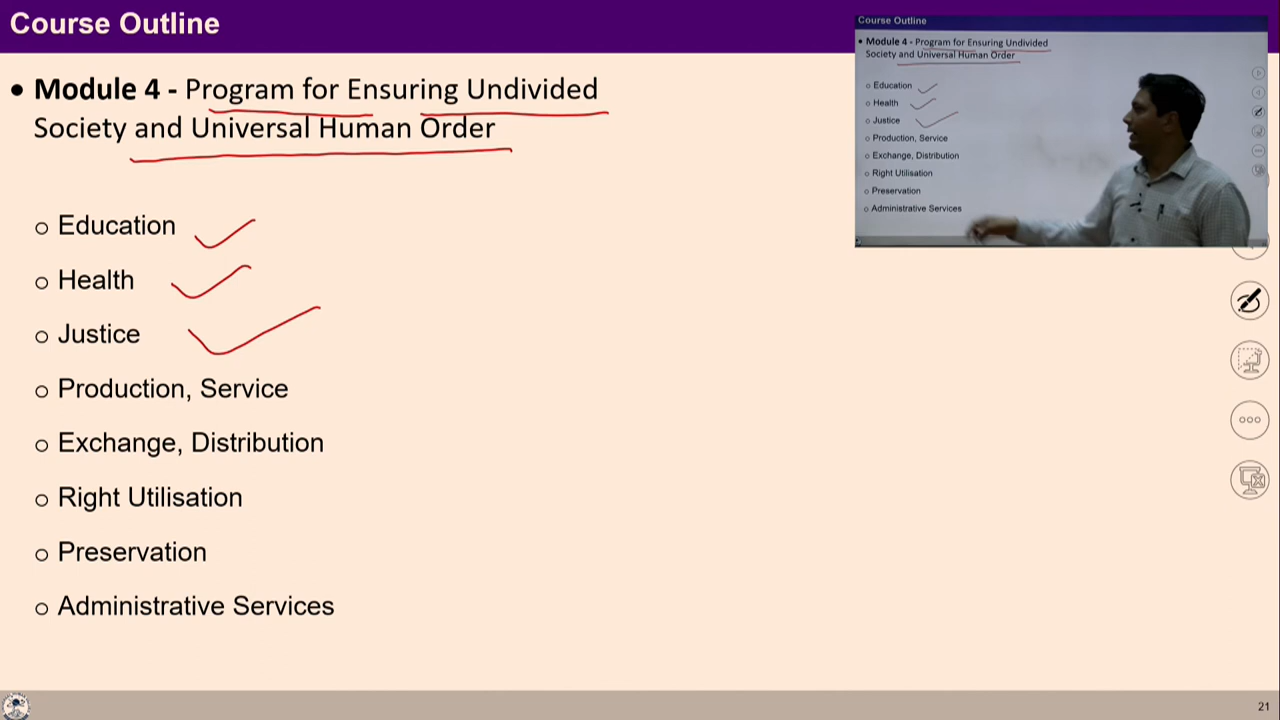 Course Outline
• Module 4 - Program for Ensuring Undivided
Society and Universal Human Order
o Education
o Health
o Justice
o Production, Service
o Exchange, Distribution
o Right Utilisation
o Preservation
o Administrative Services
Course Outline
• Module 4 - Program for Ensuring Undivided
Society and Universal Human Order
o Education
o Health
o Justice
o Production, Service
o Exchange, Distribution
o Right Utilisation
o Preservation
o Administrative Services
21